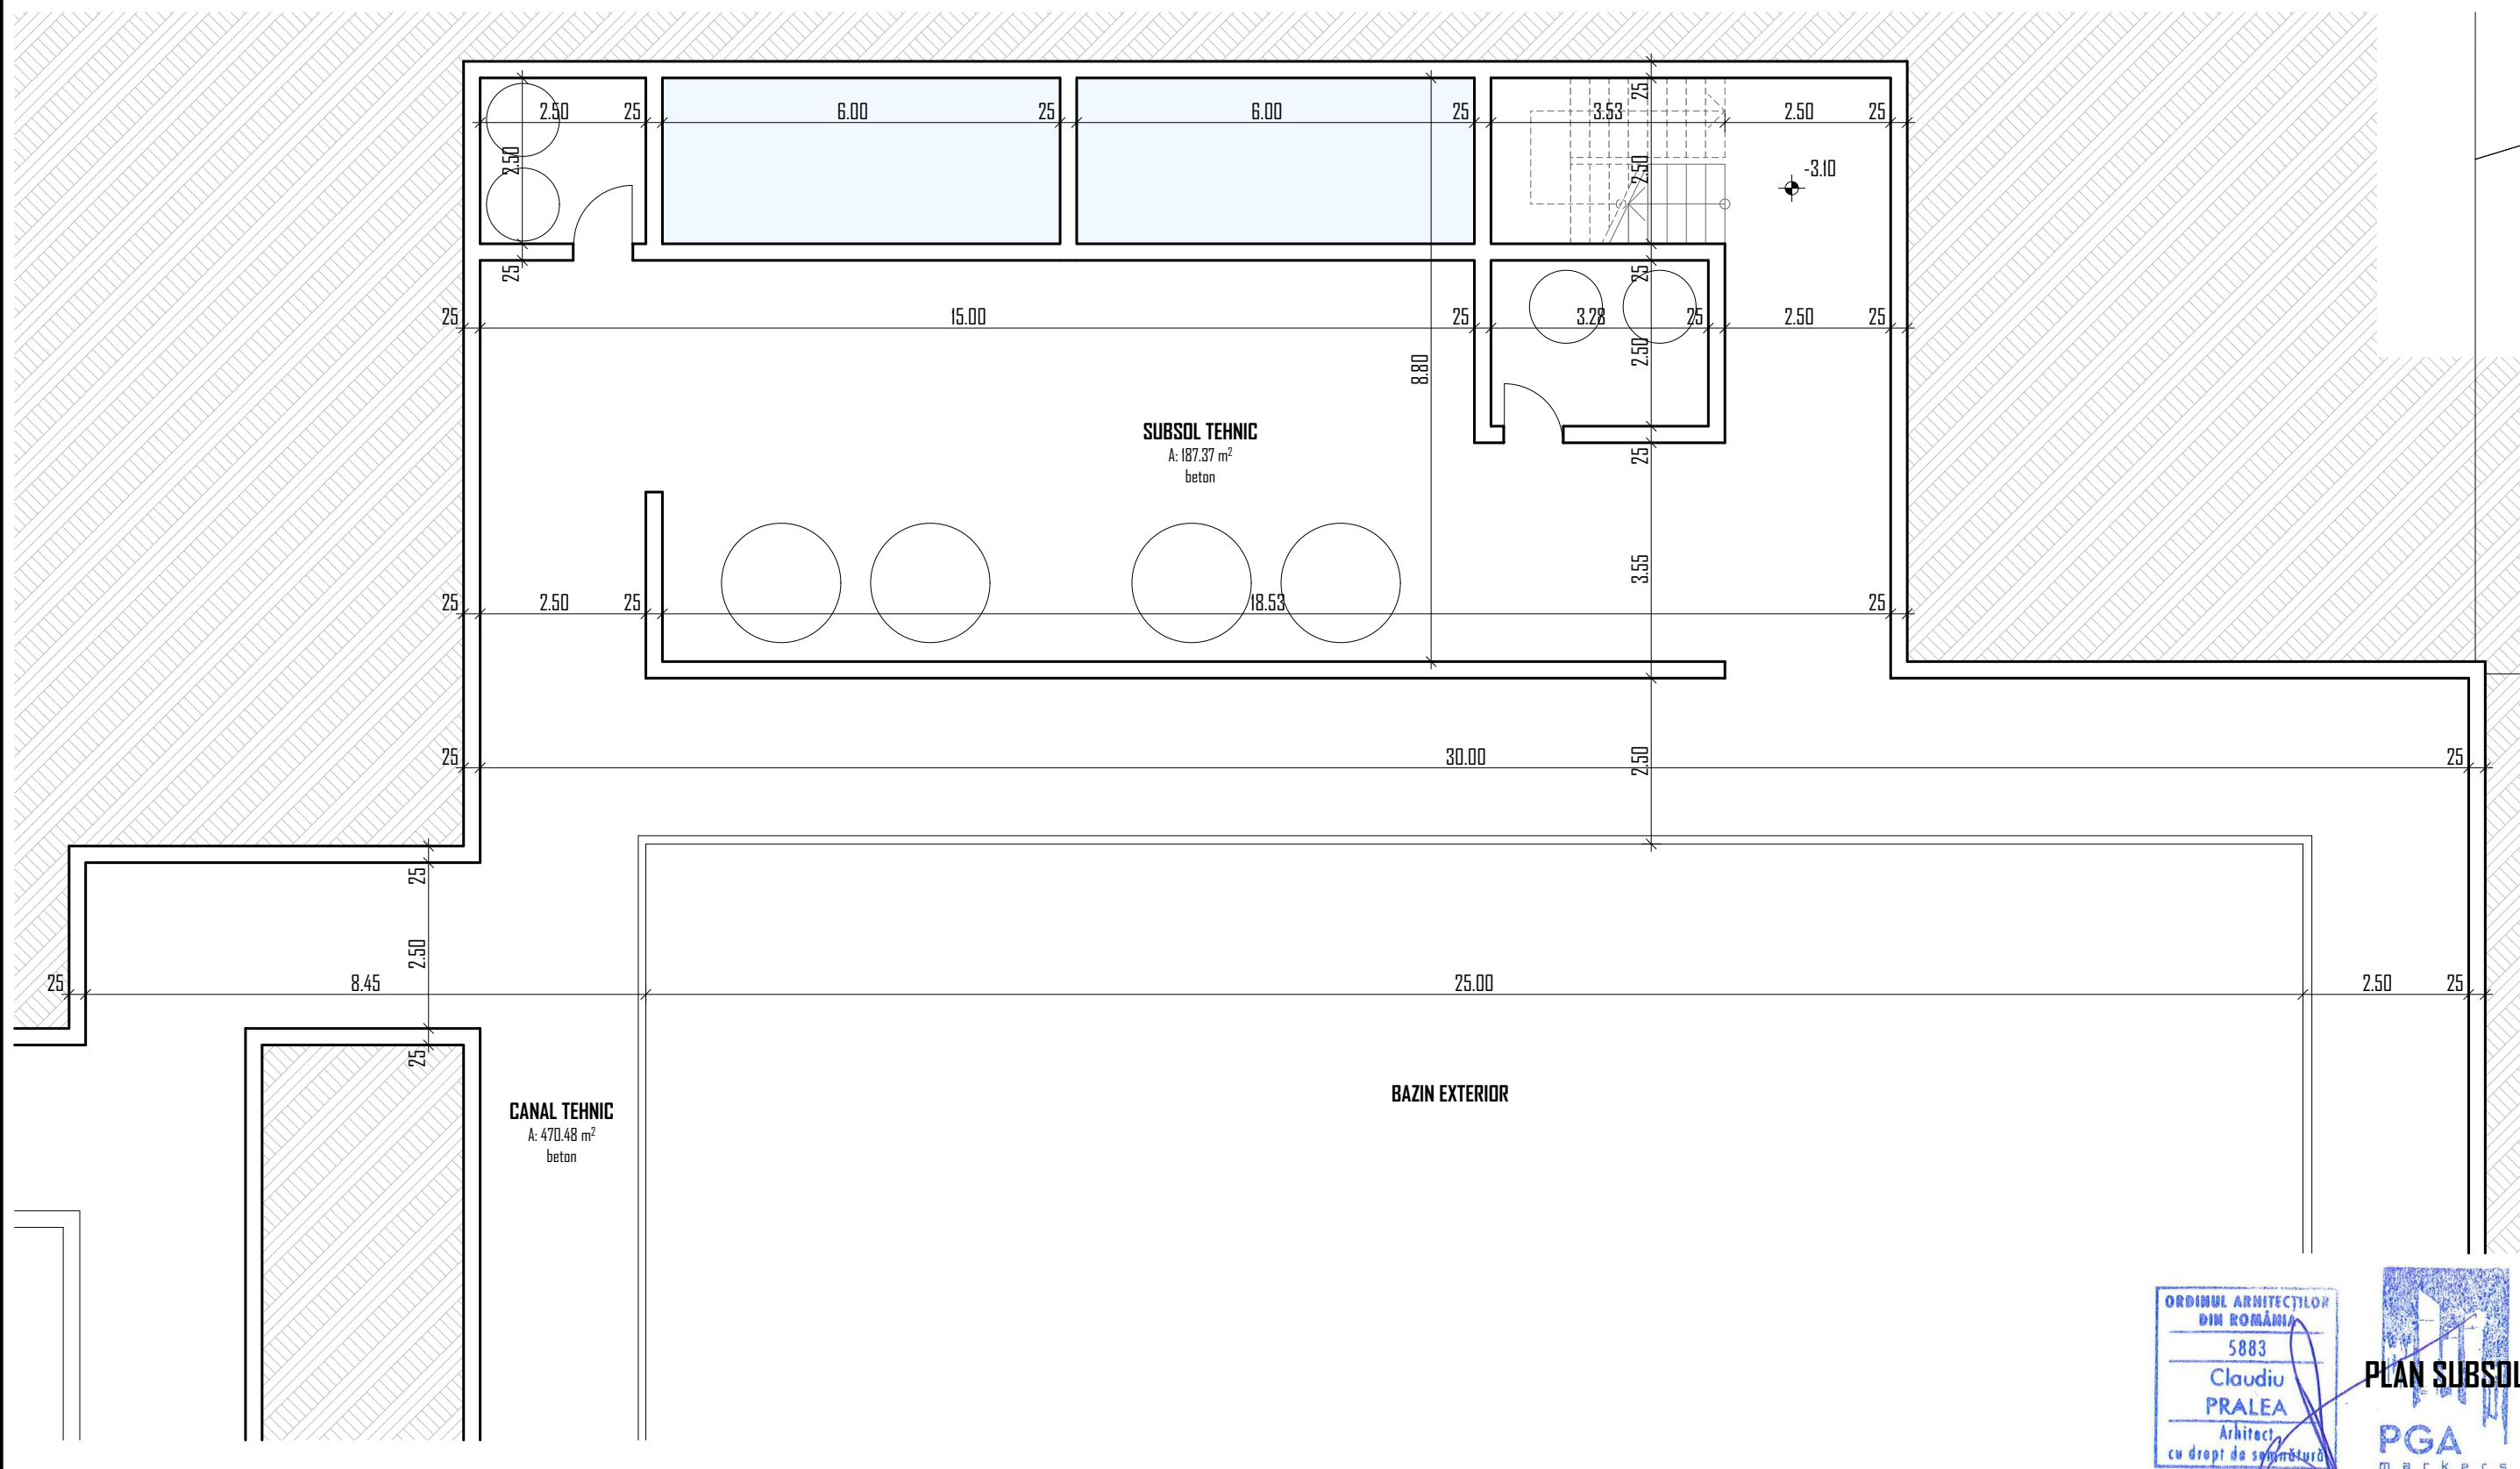 2.50 25 6.00 25 6.00 25 3.53 2.50 25
25
2.50
2.50
-3.10
25
25
25 15.00 25 3.28 25 2.50 25
2.50
8.80
SUBSOL TEHNIC
A: 187.37 m²
beton
25
3.55
25 2.50 25 18.53 25
25 30.00 25
2.50
25
2.50
25 8.45 25.00 2.50 25
25
CANAL TEHNIC
A: 470.48 m²
beton
BAZIN EXTERIOR
ORDINUL ARHITECȚILOR
DIN ROMÂNIA
5883
Claudiu
PRALEA
Arhitect
cu drept de semnătură
PLAN SUBSOL
PGA
markers